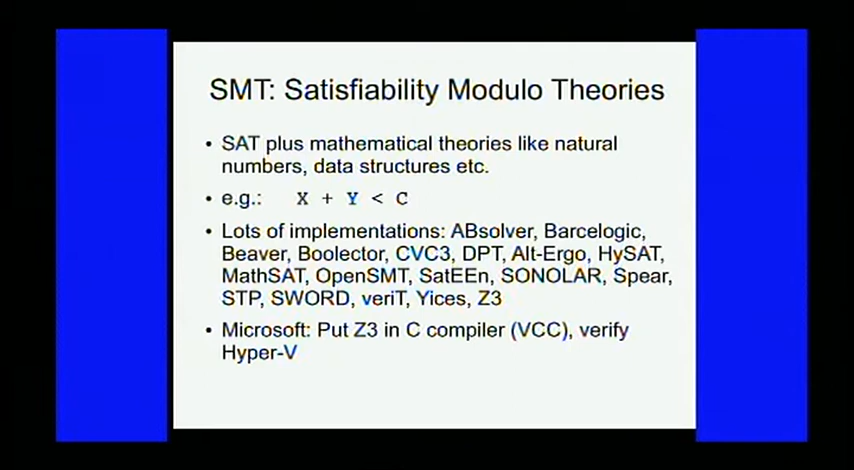 SMT: Satisfiability Modulo Theories
• SAT plus mathematical theories like natural
numbers, data structures etc.
• e.g.: X + Y < C
• Lots of implementations: ABsolver, Barcelogic,
Beaver, Boolector, CVC3, DPT, Alt-Ergo, HySAT,
MathSAT, OpenSMT, SatEEn, SONOLAR, Spear,
STP, SWORD, veriT, Yices, Z3
• Microsoft: Put Z3 in C compiler (VCC), verify
Hyper-V